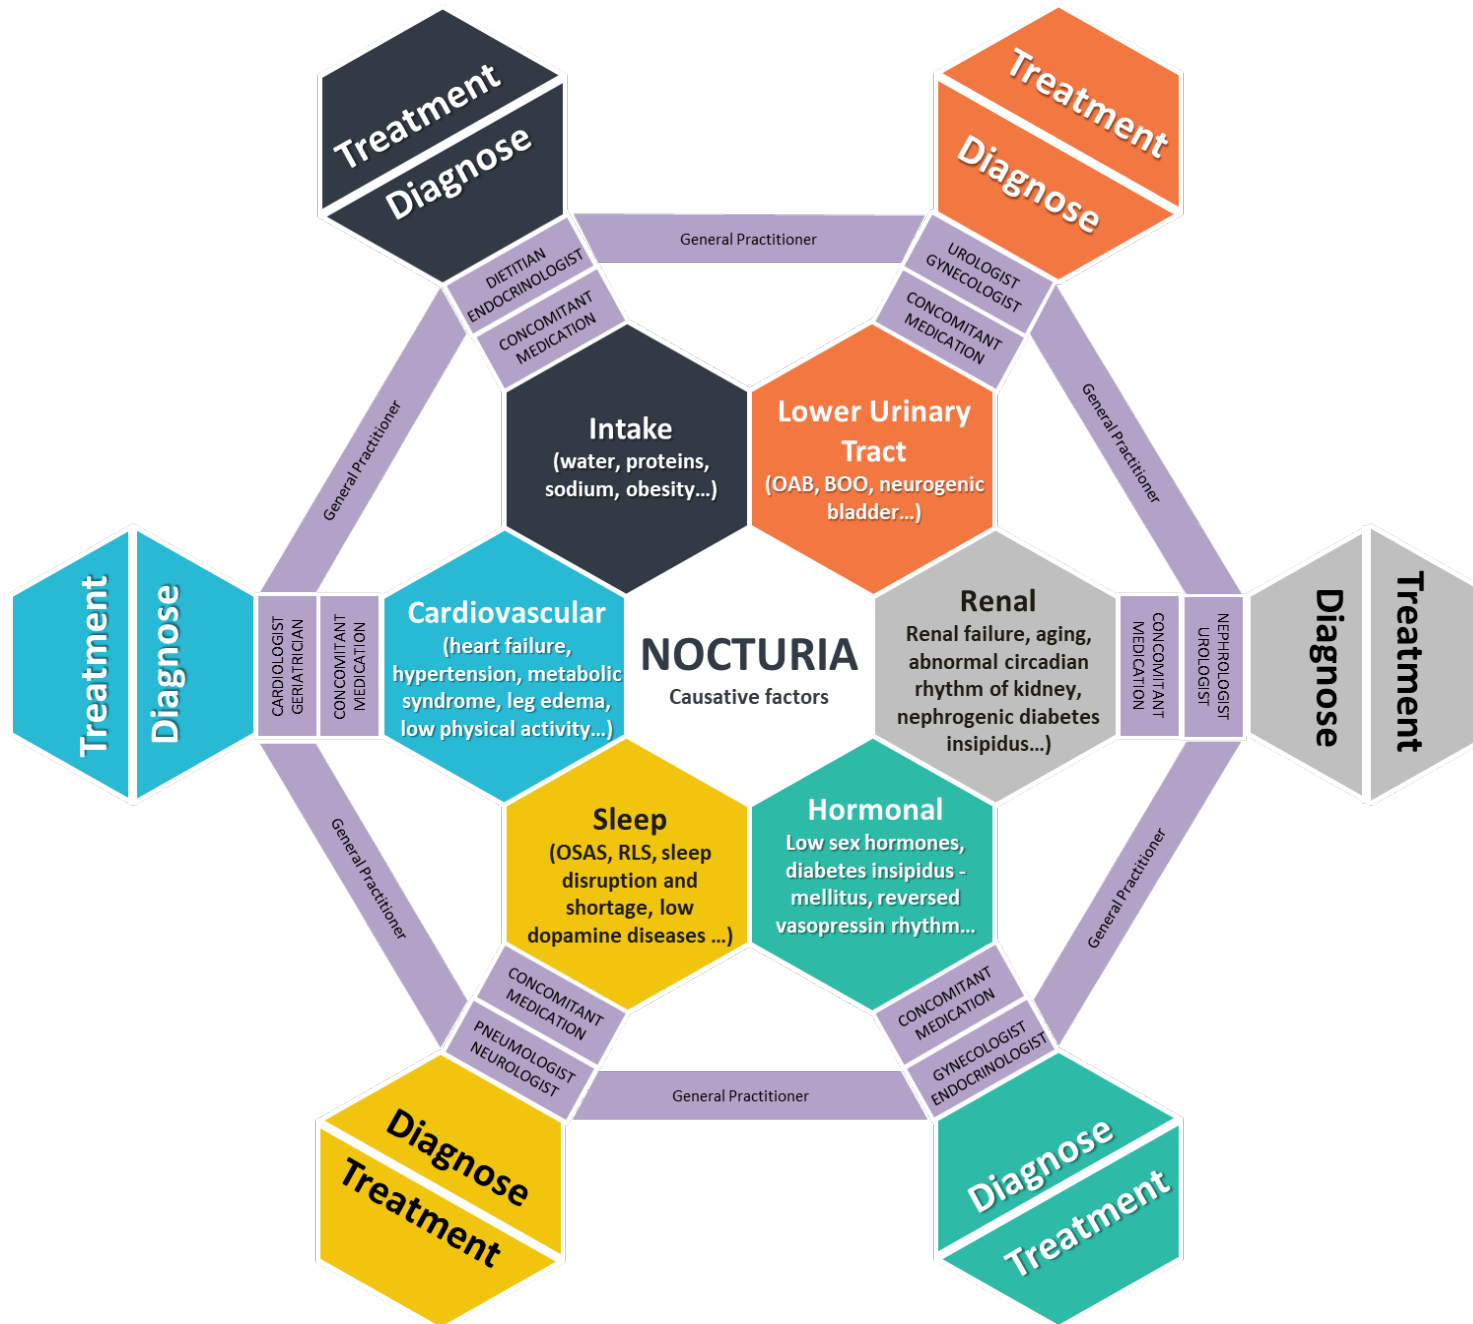 Treatment
Diagnose
Treatment
Diagnose
General Practitioner
DIETITIAN
ENDOCRINOLOGIST
CONCOMITANT
MEDICATION
UROLOGIST
GYNECOLOGIST
CONCOMITANT
MEDICATION
General Practitioner
General Practitioner
Intake
(water, proteins,
sodium, obesity...)
Lower Urinary
Tract
(OAB, BOO, neurogenic
bladder...)
Treatment
Diagnose
CARDIOLOGIST
GERIATRICIAN
CONCOMITANT
MEDICATION
Cardiovascular
(heart failure,
hypertension, metabolic
syndrome, leg edema,
low physical activity...)
NOCTURIA
Causative factors
Renal
Renal failure, aging,
abnormal circadian
rhythm of kidney,
nephrogenic diabetes
insipidus...)
CONCOMITANT
MEDICATION
NEPHROLOGIST
UROLOGIST
Diagnose
Treatment
Sleep
(OSAS, RLS, sleep
disruption and
shortage, low
dopamine diseases ...)
Hormonal
Low sex hormones,
diabetes insipidus -
mellitus, reversed
vasopressin rhythm...
General Practitioner
General Practitioner
CONCOMITANT
MEDICATION
PNEUMOLOGIST
NEUROLOGIST
CONCOMITANT
MEDICATION
GYNECOLOGIST
ENDOCRINOLOGIST
General Practitioner
Diagnose
Treatment
Diagnose
Treatment